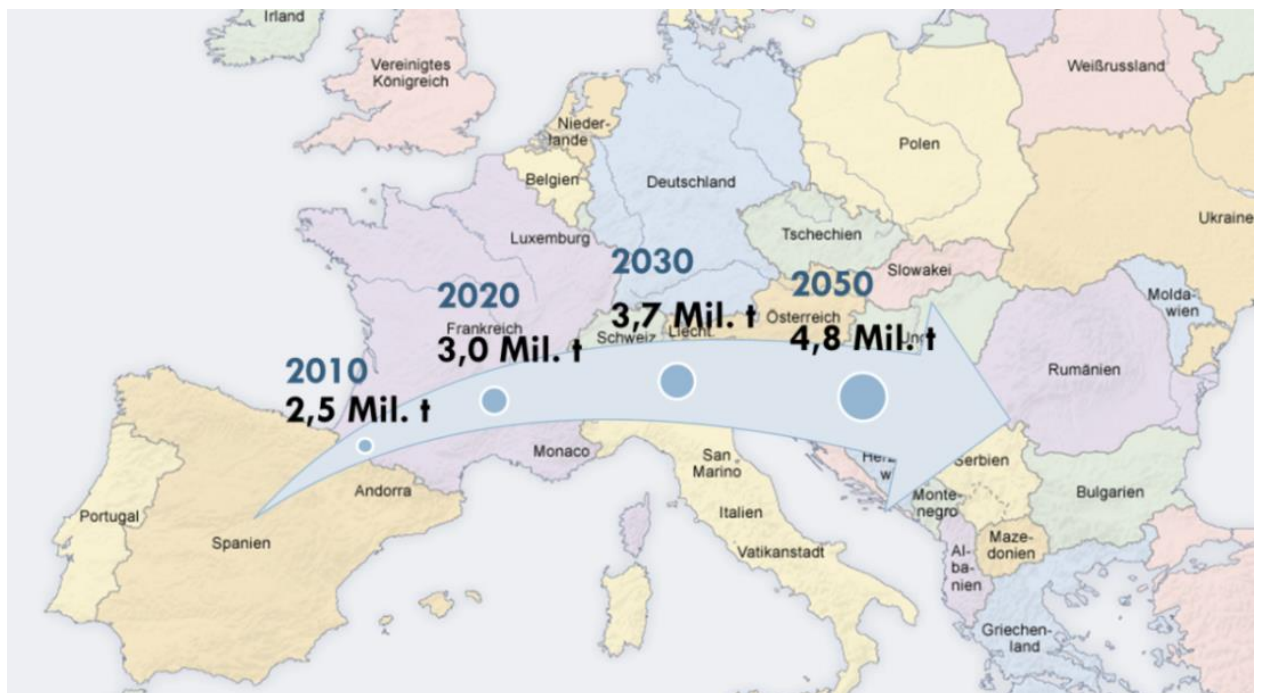 Irland
Vereinigtes
Königreich
Weißrussland
Nieder-
lande
Polen
Belgien
Deutschland
Ukraine
Tschechien
Luxemburg
2030
Slowakei
2050
2020
Molda-
wien
3,7 Mil. t
Österreich
Frankreich
Schweiz
Liecht.
4,8 Mil. t
3,0 Mil. t
2010
Rumänien
2,5 Mil. t
Monaco
San
Marino
Serbien
Andorra
Bulgarien
Monte-
negro
Portugal
Italien
Spanien
Maze-
donien
Vatikanstadt
Al-
ba-
nien
Griechen-
land